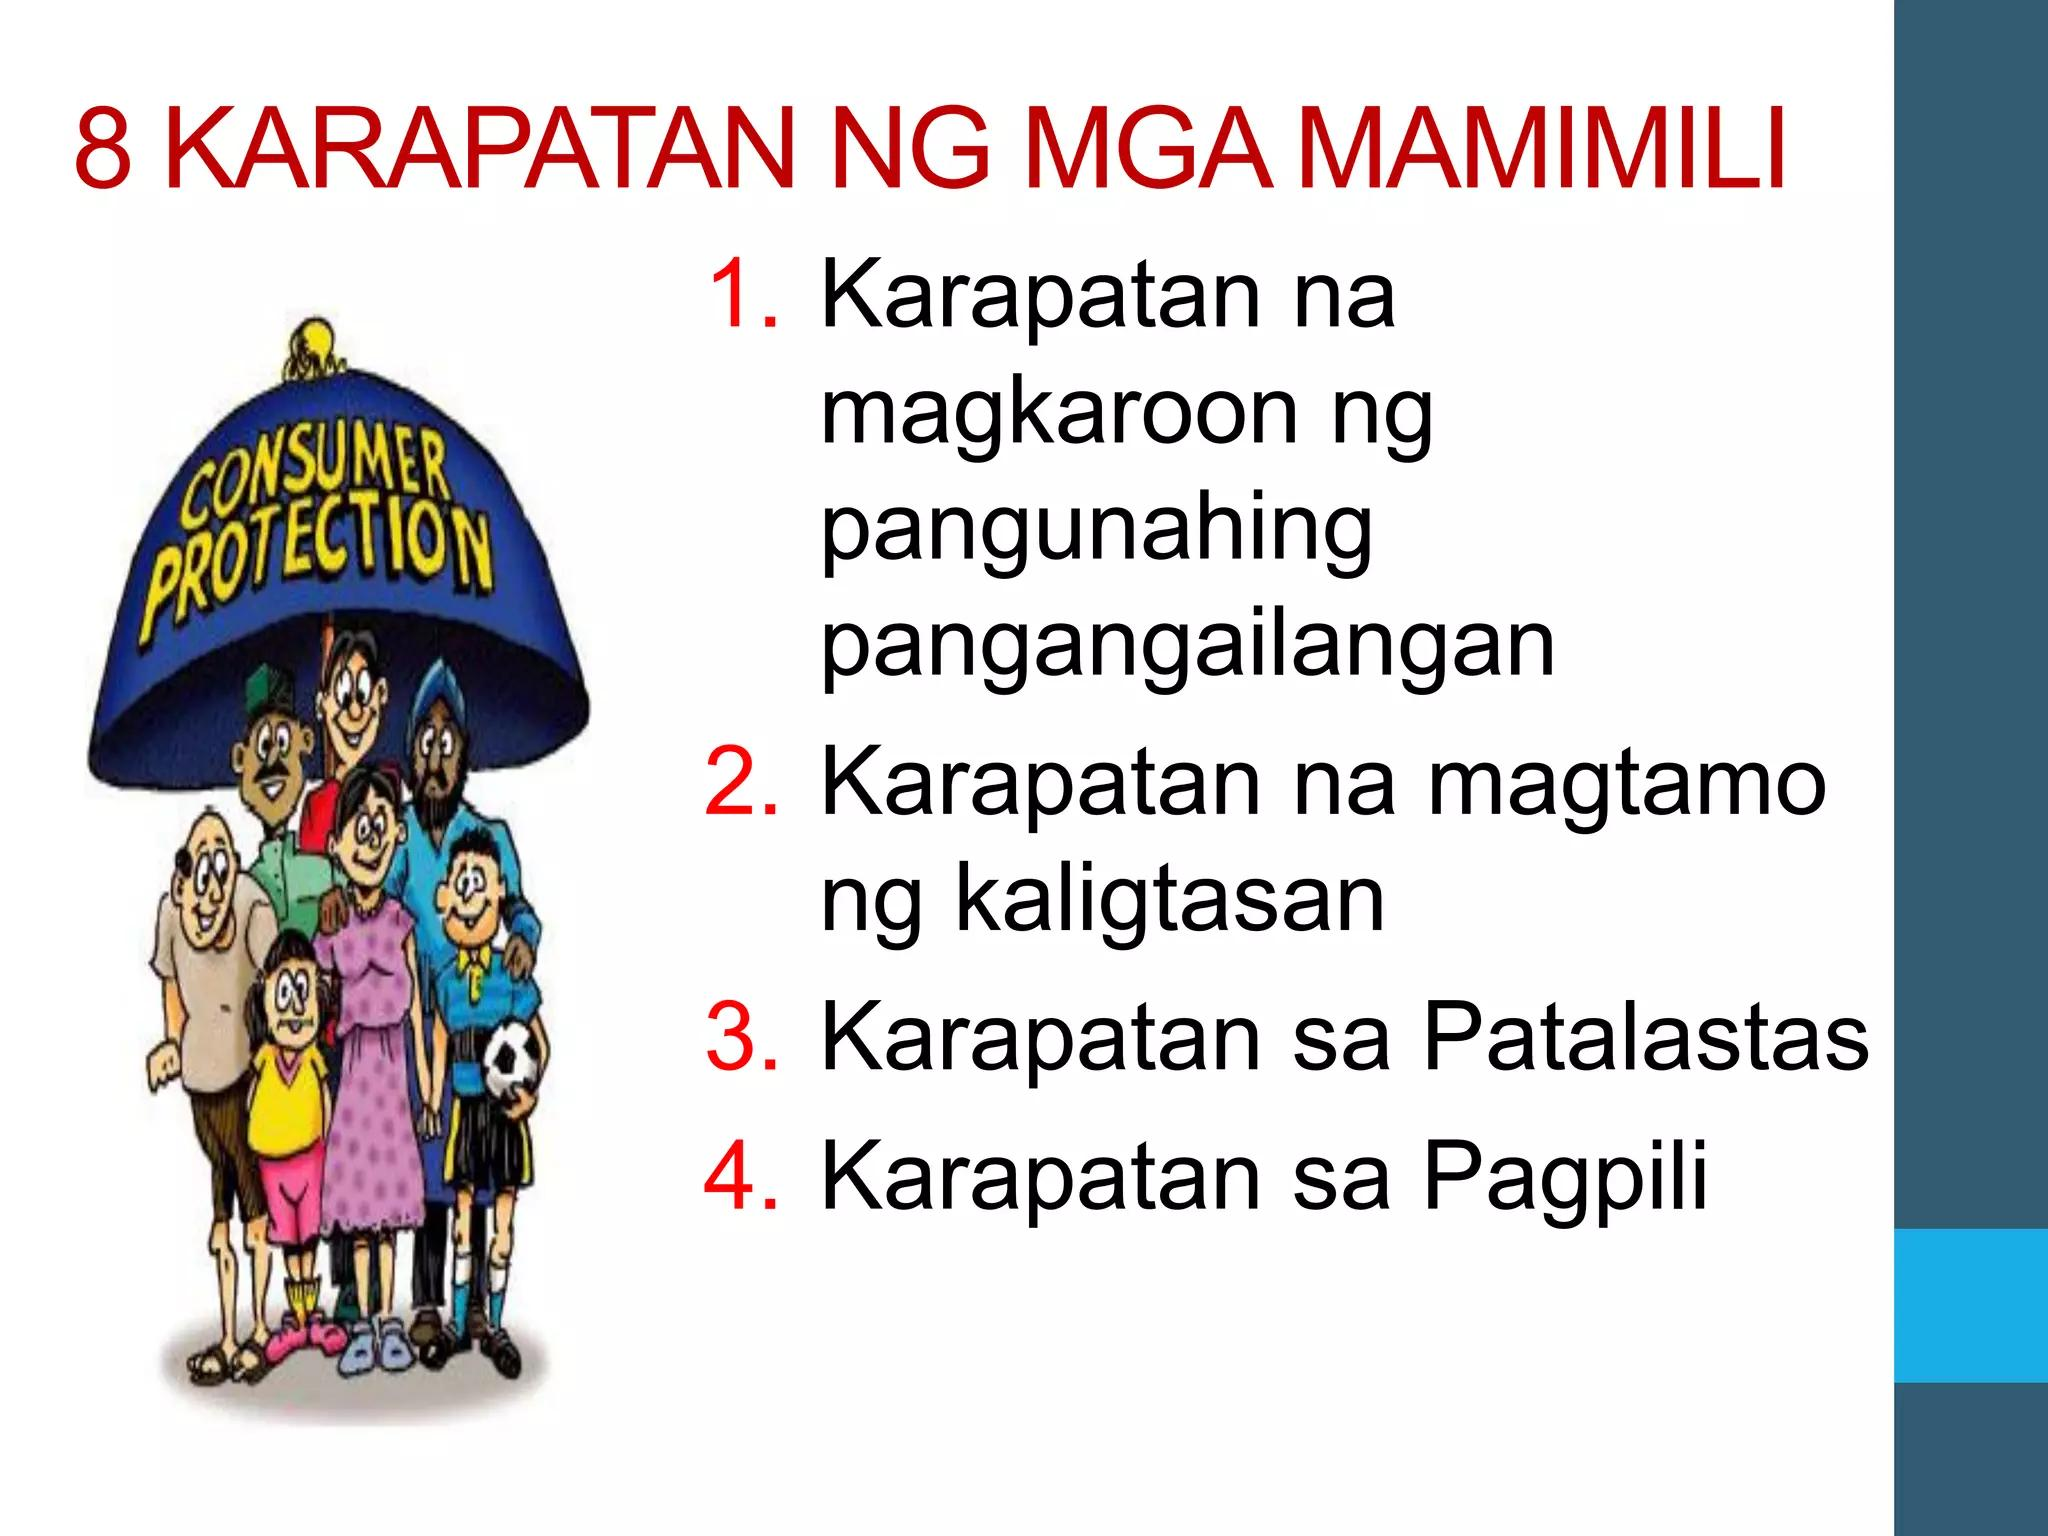 8 KARAPATAN NG MGA MAMIMILI
CONSUMER
PROTECTION
1. Karapatan na
magkaroon ng
pangunahing
pangangailangan
2. Karapatan na magtamo
ng kaligtasan
3. Karapatan sa Patalastas
4. Karapatan sa Pagpili